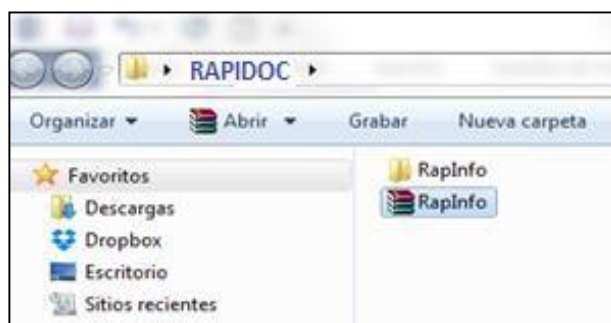 RAPIDOC
Organizar Abrir Grabar Nueva carpeta
Favoritos
Descargas
Dropbox
Escritorio
Sitios recientes
RapInfo
RapInfo